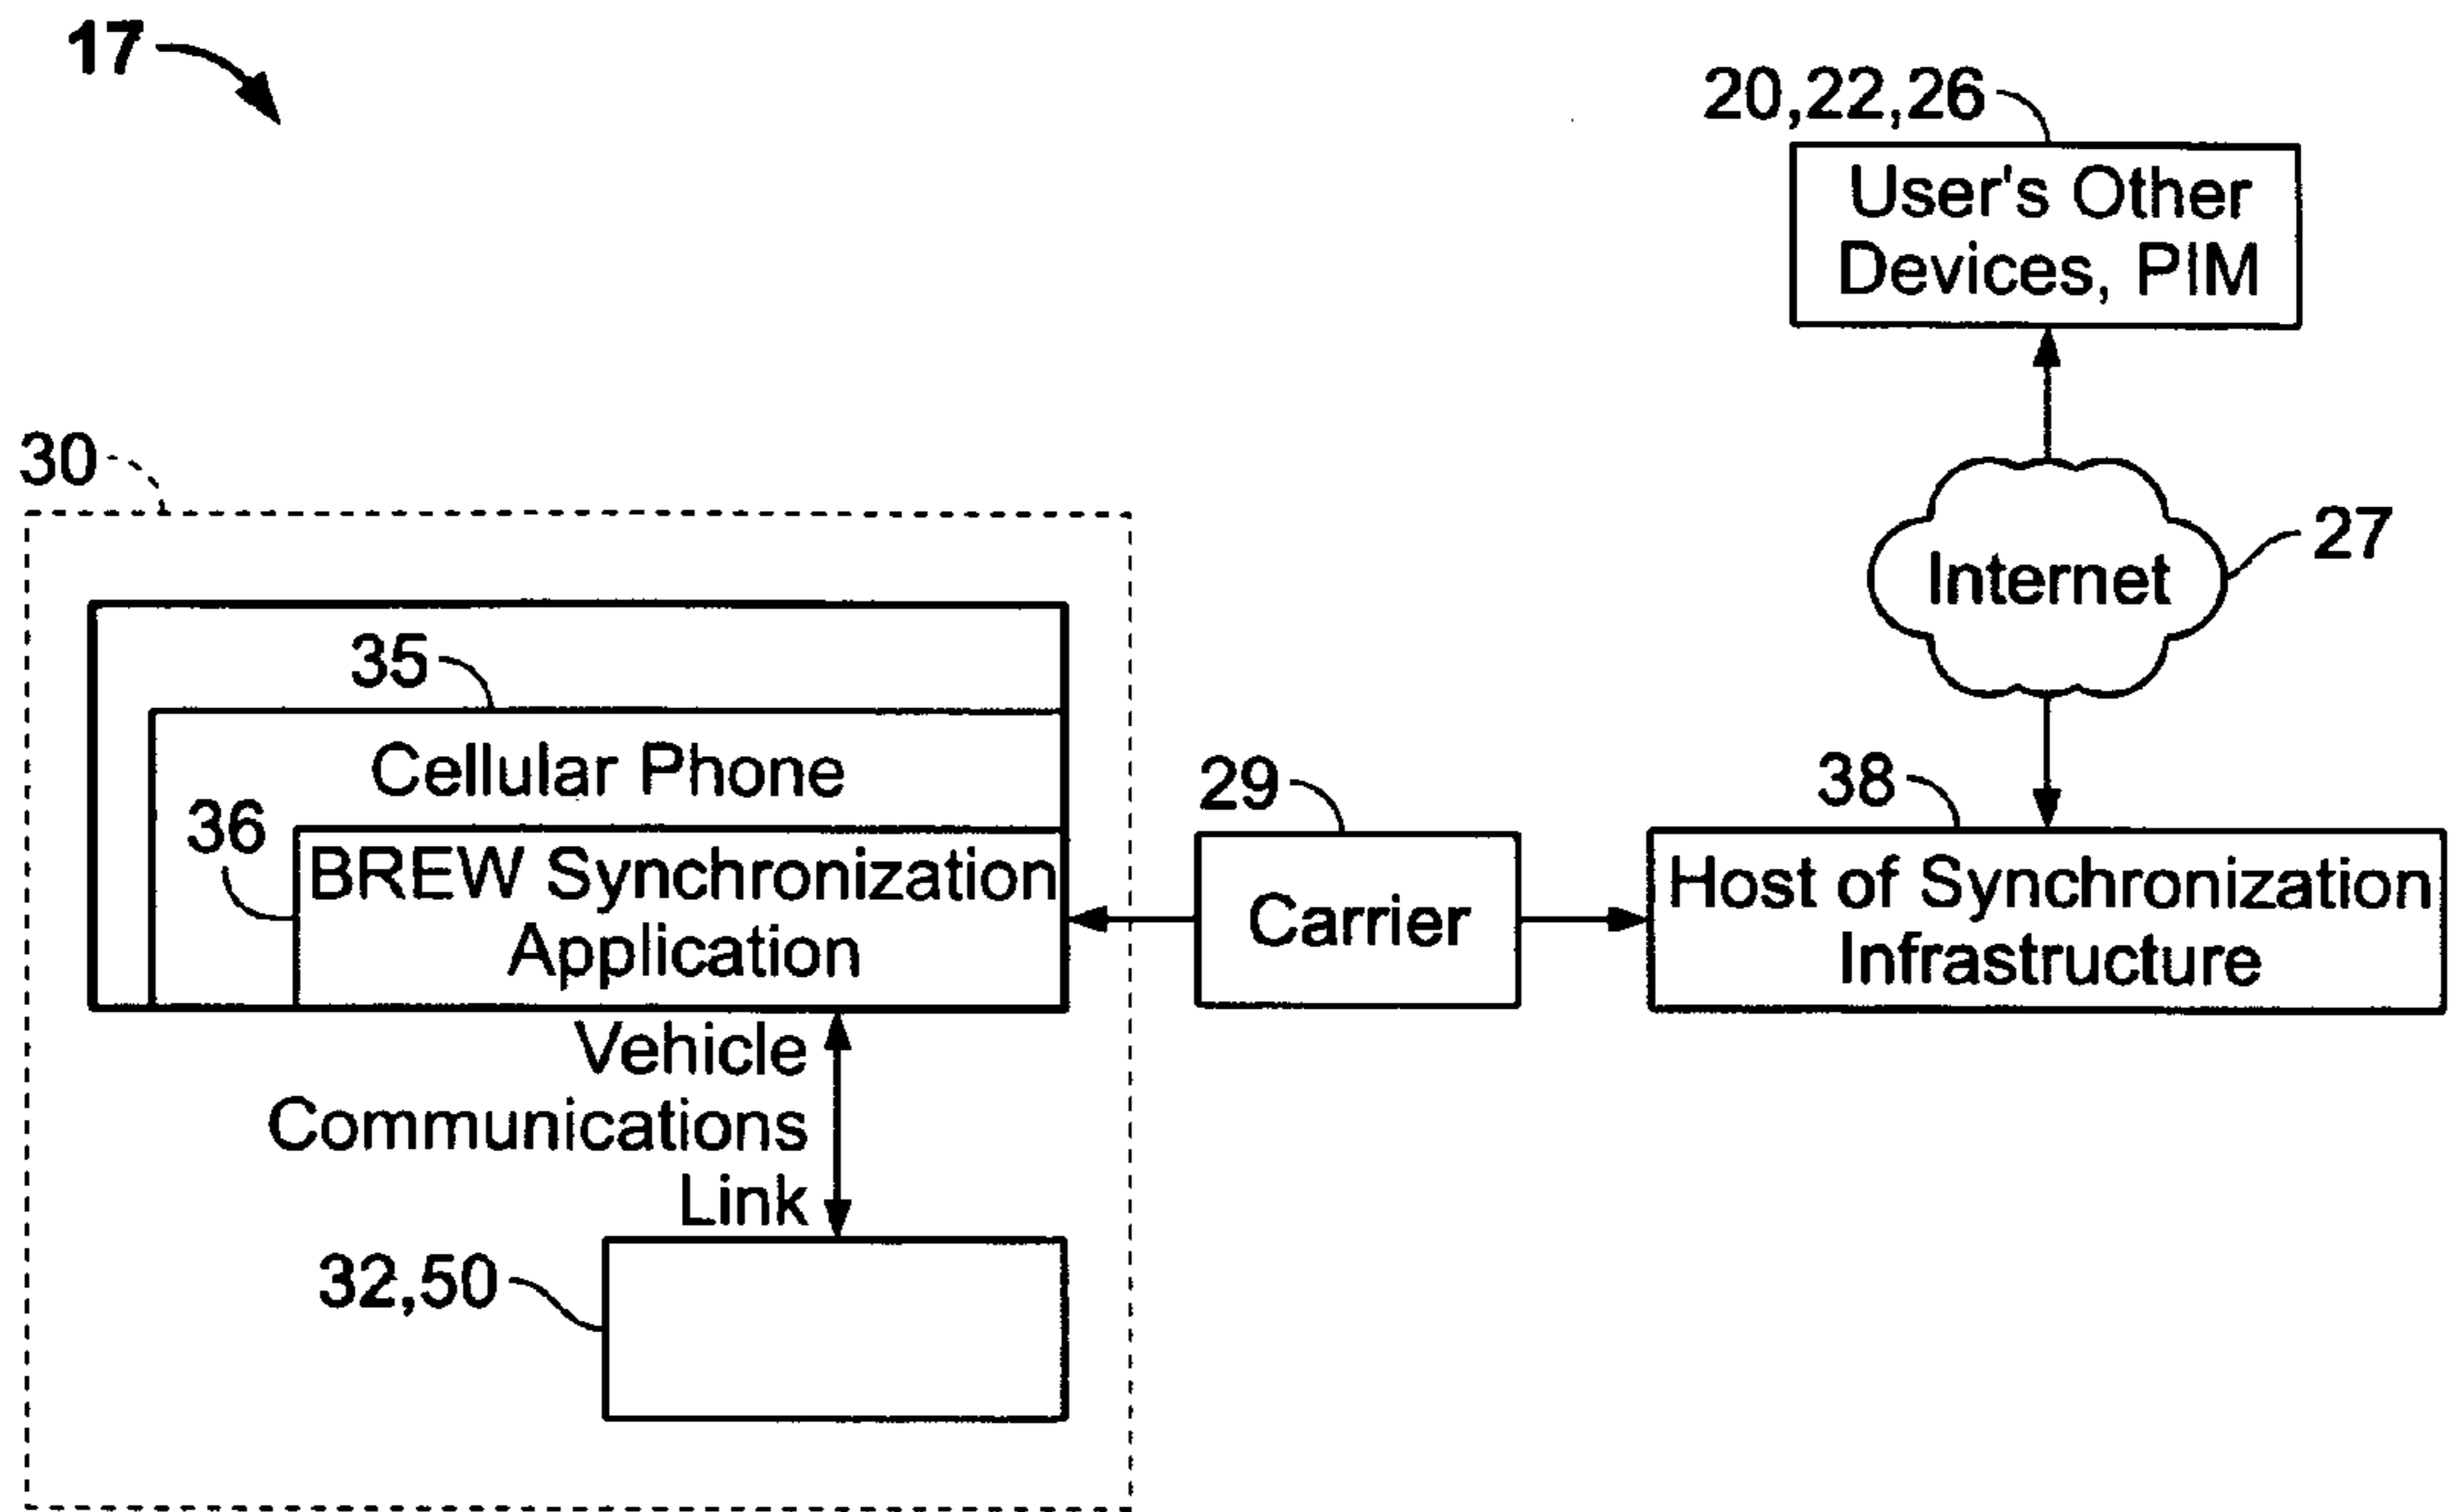 17
20,22,26
User's Other
Devices, PIM
30
Internet
27
35
Cellular Phone
36
BREW Synchronization
Application
29
Carrier
38
Host of Synchronization
Infrastructure
Vehicle
Communications
Link
32,50